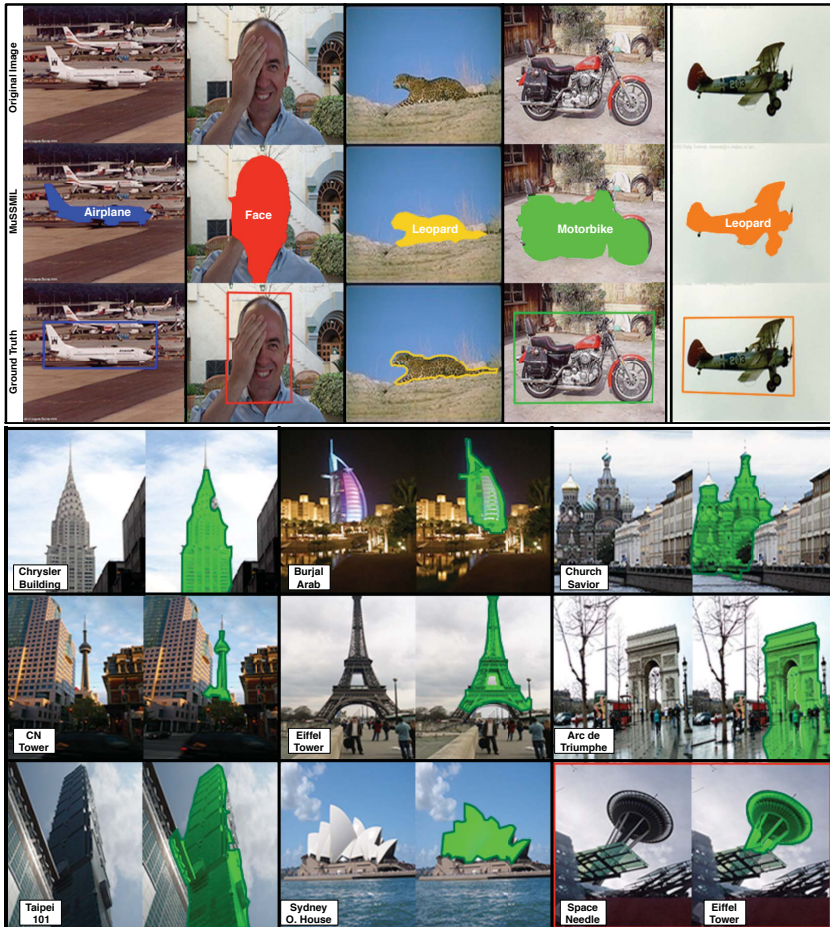 Original Image
MuSSMIL
Airplane
Face
Leopard
Motorbike
Leopard
Ground Truth
Chrysler
Building
Burjal
Arab
Church
Savior
CN
Tower
Eiffel
Tower
Arc de
Triumphe
Taipei
101
Sydney
O. House
Space
Needle
Eiffel
Tower